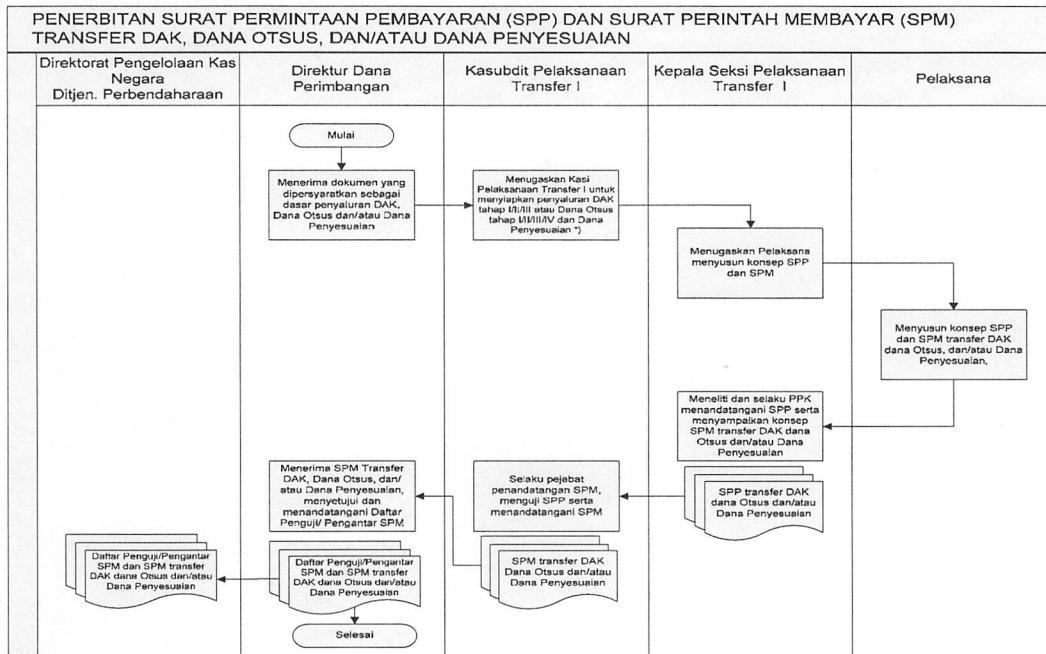 PENERBITAN SURAT PERMINTAAN PEMBAYARAN (SPP) DAN SURAT PERINTAH MEMBAYAR (SPM)
TRANSFER DAK, DANA OTSUS, DAN/ATAU DANA PENYESUAIAN
Direktorat Pengelolaan Kas
Negara
Ditjen. Perbendaharaan
Direktur Dana
Perimbangan
Kasubdit Pelaksanaan
Transfer I
Kepala Seksi Pelaksanaan
Transfer I
Pelaksana
Mulai
Menerima dokumen yang
dipersyaratkan sebagai
dasar penyaluran DAK,
Dana Otsus dan/atau Dana
Penyesuaian
Menugaskan Kasi
Pelaksanaan Transfer I untuk
menyiapkan penyaluran DAK
tahap I/II/III atau Dana Otsus
tahap I/II/III/IV dan Dana
Penyesuaian *)
Menugaskan Pelaksana
menyusun konsep SPP
dan SPM
Menyusun konsep SPP
dan SPM transfer DAK
dana Otsus, dan/atau Dana
Penyesuaian,
Meneliti dan selaku PPK
menandatangani SPP serta
menyampaikan konsep
SPM transfer DAK dana
Otsus dan/atau Dana
Penyesuaian
SPP transfer DAK
dana Otsus dan/atau
Dana Penyesuaian
Selaku pejabat
penandatangan SPM,
menguji SPP serta
menandatangani SPM
SPM transfer DAK
Dana Otsus dan/atau
Dana Penyesuaian
Menerima SPM Transfer
DAK, Dana Otsus, dan/
atau Dana Penyesuaian,
menyetujui dan
menandatangani Daftar
Penguji/ Pengantar SPM
Daftar Penguji/Pengantar
SPM dan SPM transfer
DAK dana Otsus dan/atau
Dana Penyesuaian
Daftar Penguji/Pengantar
SPM dan SPM transfer
DAK dana Otsus dan/atau
Dana Penyesuaian
Selesai